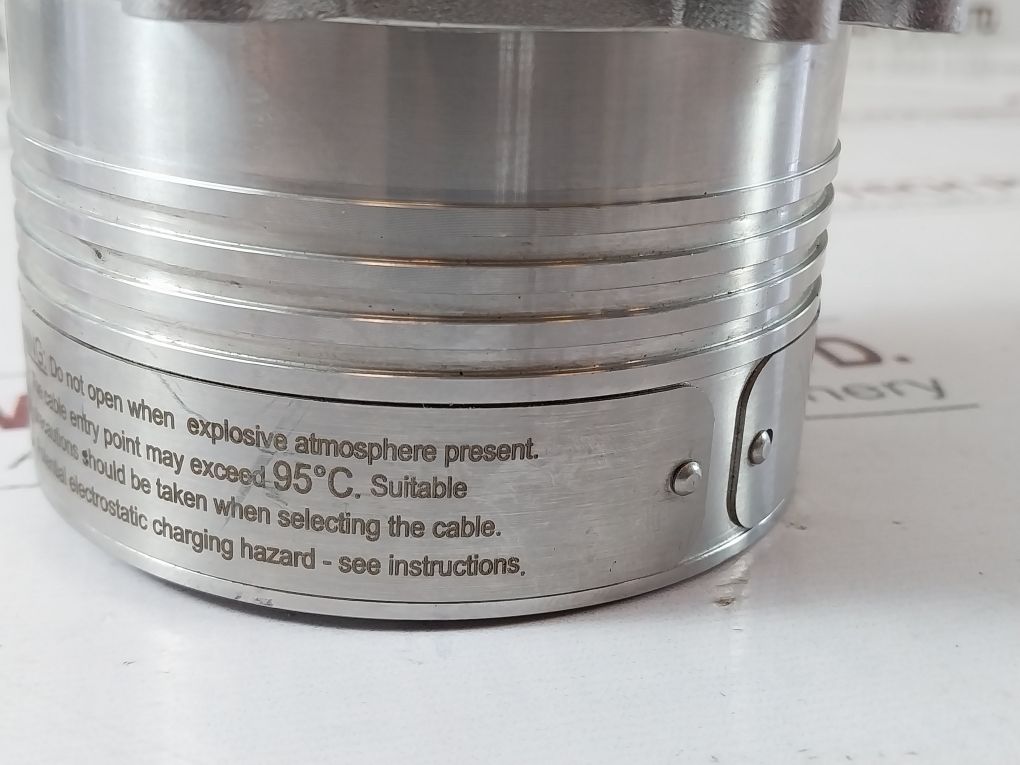 Do not open when explosive atmosphere present.
cable entry point may exceed 95°C. Suitable
should be taken when selecting the cable.
electrostatic charging hazard - see instructions.
D.